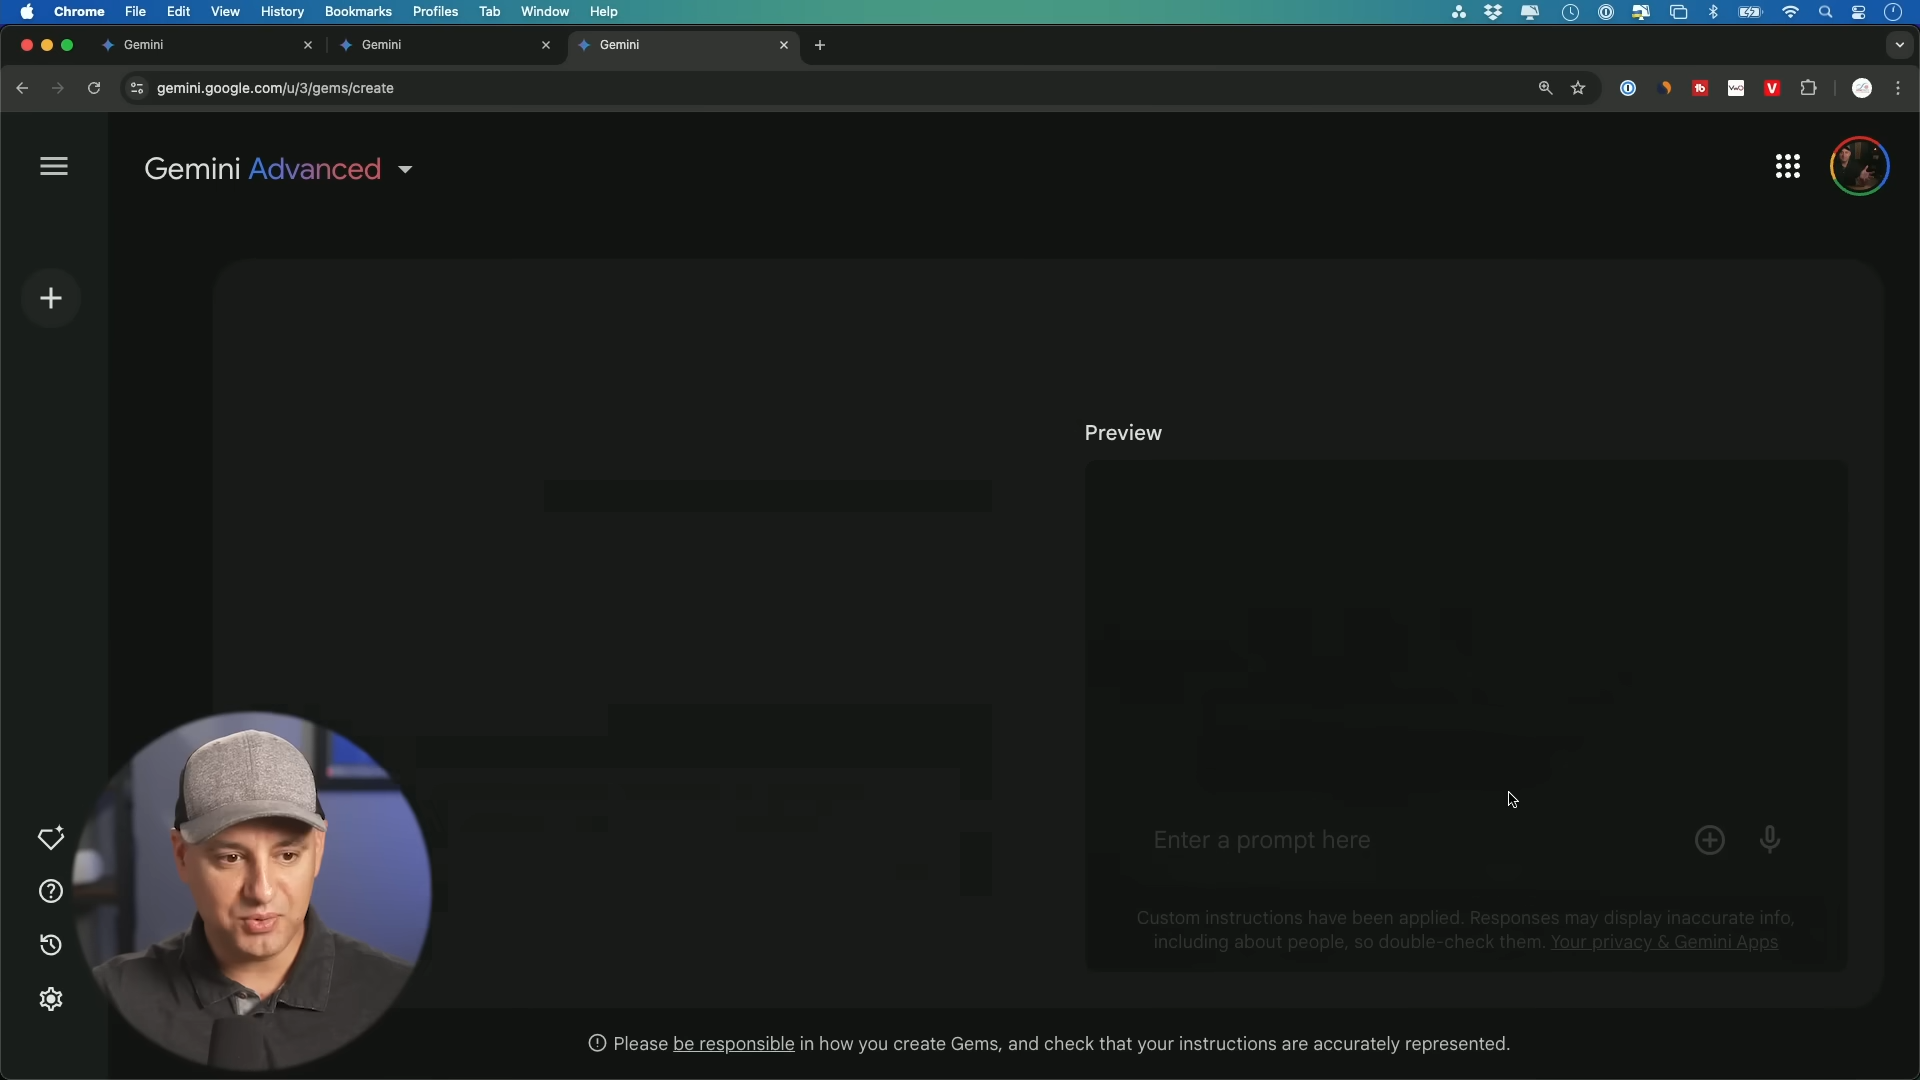 Chrome File Edit View History Bookmarks Profiles Tab Window Help
Gemini
Gemini
Gemini
gemini.google.com/u/3/gems/create
Gemini Advanced
Preview
Enter a prompt here
Custom instructions have been applied. Responses may display inaccurate info,
including about people, so double-check them. Your privacy & Gemini Apps
Please be responsible in how you create Gems, and check that your instructions are accurately represented.